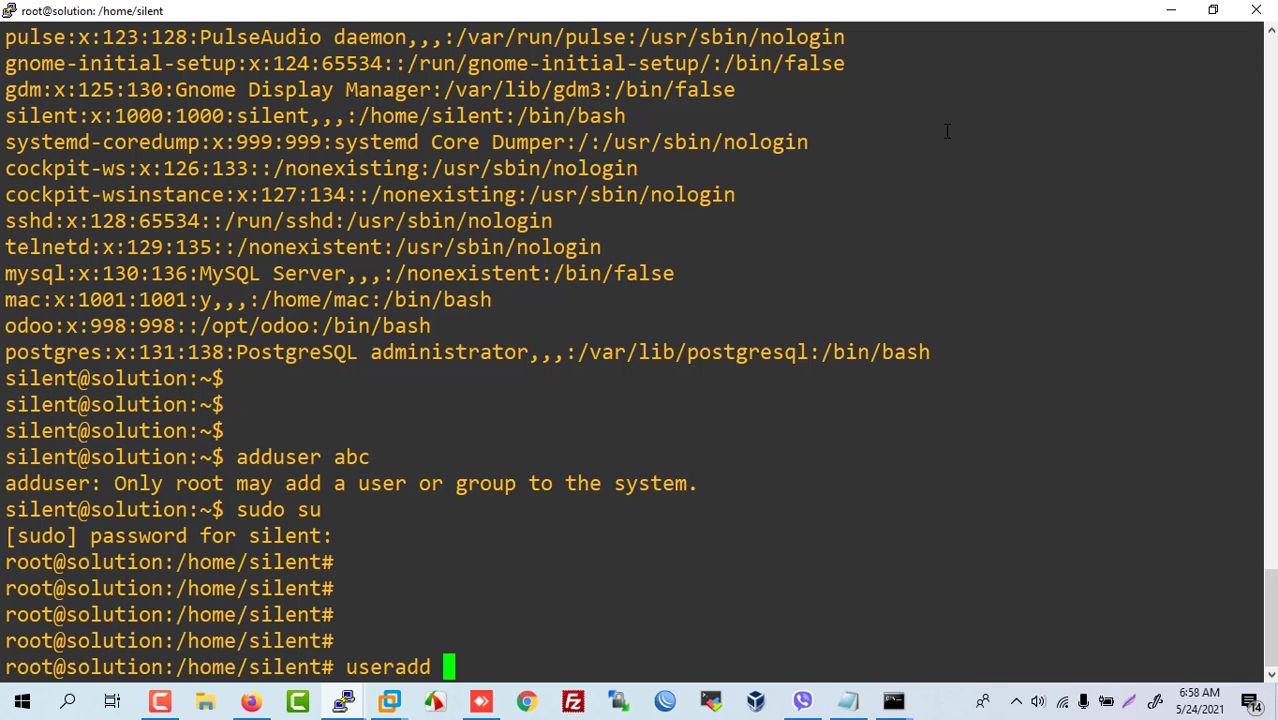 root@solution: /home/silent
pulse:x:123:128:PulseAudio daemon,,,:/var/run/pulse:/usr/sbin/nologin
gnome-initial-setup:x:124:65534::/run/gnome-initial-setup/:/bin/false
gdm:x:125:130:Gnome Display Manager:/var/lib/gdm3:/bin/false
silent:x:1000:1000:silent,,,:/home/silent:/bin/bash
systemd-coredump:x:999:999:systemd Core Dumper:/:/usr/sbin/nologin
cockpit-ws:x:126:133::/nonexisting:/usr/sbin/nologin
cockpit-wsinstance:x:127:134::/nonexisting:/usr/sbin/nologin
sshd:x:128:65534::/run/sshd:/usr/sbin/nologin
telnetd:x:129:135::/nonexistent:/usr/sbin/nologin
mysql:x:130:136:MySQL Server,,,:/nonexistent:/bin/false
mac:x:1001:1001:y,,,:/home/mac:/bin/bash
odoo:x:998:998::/opt/odoo:/bin/bash
postgres:x:131:138:PostgreSQL administrator,,,:/var/lib/postgresql:/bin/bash
silent@solution:~$
silent@solution:~$
silent@solution:~$
silent@solution:~$ adduser abc
adduser: Only root may add a user or group to the system.
silent@solution:~$ sudo su
[sudo] password for silent:
root@solution:/home/silent#
root@solution:/home/silent#
root@solution:/home/silent#
root@solution:/home/silent#
root@solution:/home/silent# useradd
6:58 AM
5/24/2021
14